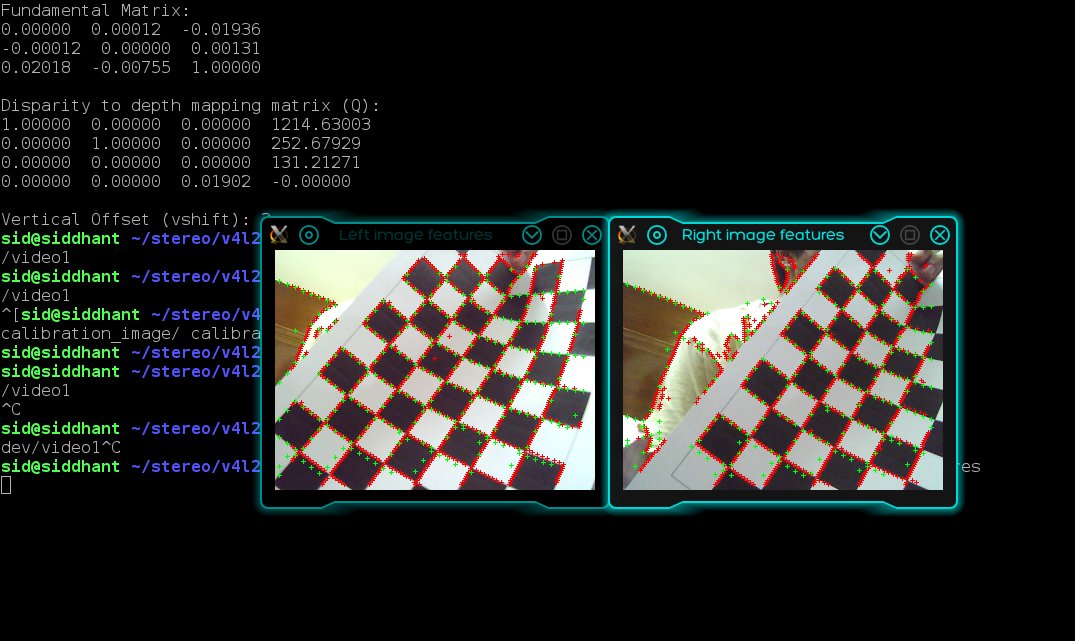 Fundamental Matrix:
0.00000 0.00012 -0.01936
-0.00012 0.00000 0.00131
0.02018 -0.00755 1.00000
Disparity to depth mapping matrix (Q):
1.00000 0.00000 0.00000 1214.63003
0.00000 1.00000 0.00000 252.67929
0.00000 0.00000 0.00000 131.21271
0.00000 0.00000 0.01902 -0.00000
Vertical Offset (vshift):
sid@siddhant ~/stereo/v4l2
/video1
sid@siddhant ~/stereo/v4l2
/video1
^[sid@siddhant ~/stereo/v4
calibration_image/ calibra
sid@siddhant ~/stereo/v4l2
sid@siddhant ~/stereo/v4l2
/video1
^C
sid@siddhant ~/stereo/v4l2
dev/video1^C
sid@siddhant ~/stereo/v4l2 res
Left image features
Right image features